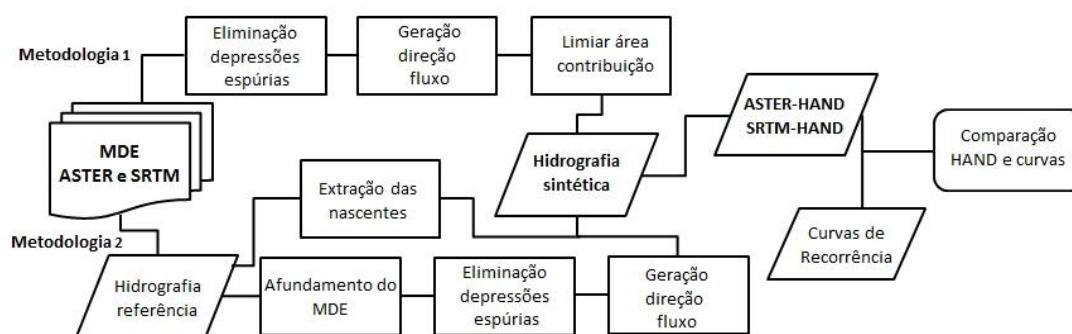 Metodologia 1
Eliminação
depressões
espúrias
Geração
direção
fluxo
Limiar área
contribuição
MDE
ASTER e SRTM
Hidrografia
sintética
ASTER-HAND
SRTM-HAND
Comparação
HAND e curvas
Curvas de
Recorrência
Extração das
nascentes
Metodologia 2
Hidrografia
referência
Afundamento do
MDE
Eliminação
depressões
espúrias
Geração
direção
fluxo